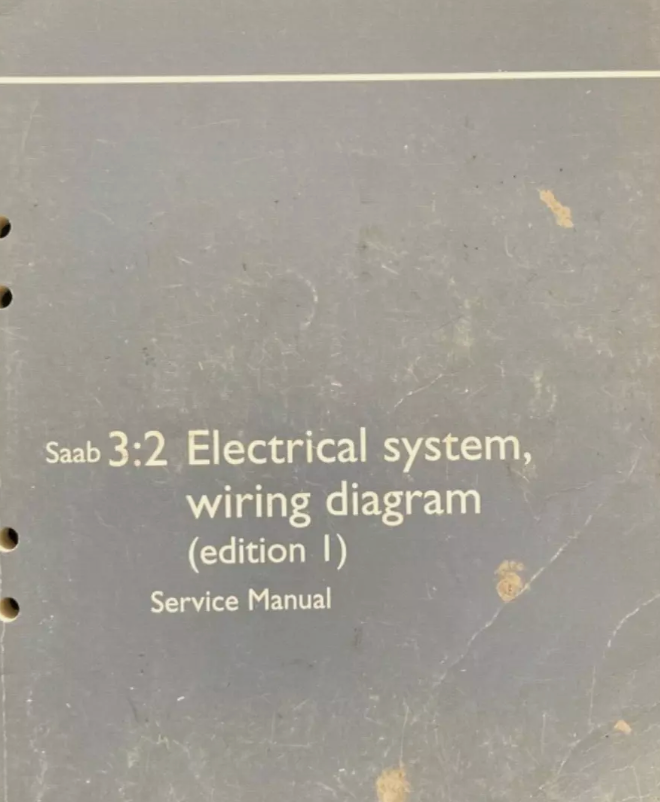 Saab 3:2 Electrical system,
wiring diagram
(edition 1)
Service Manual